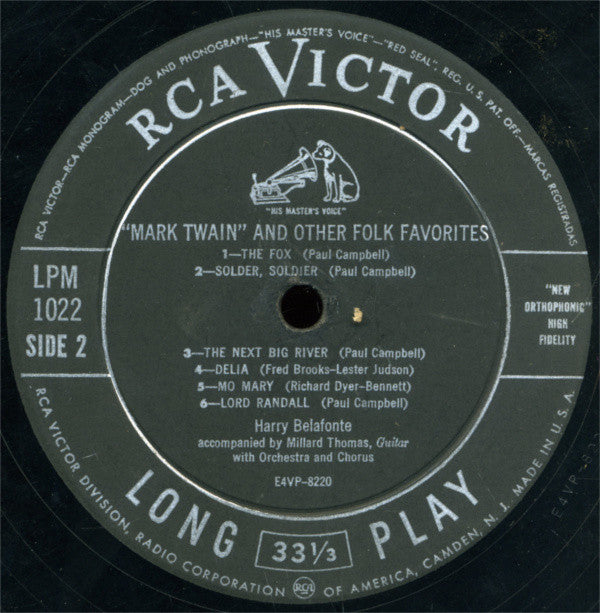 RCA VICTOR—RCA MONOGRAM—DOG AND PHONOGRAPH—"HIS MASTER'S VOICE"—"RED SEAL", REG. U.S. PAT. OFF.—MARCAS REGISTRADAS
RCA VICTOR
"HIS MASTER'S VOICE"
"MARK TWAIN" AND OTHER FOLK FAVORITES
1—THE FOX (Paul Campbell)
2—SOLDER, SOLDIER (Paul Campbell)
LPM
1022
SIDE 2
"NEW
ORTHOPHONIC"
HIGH
FIDELITY
3—THE NEXT BIG RIVER (Paul Campbell)
4—DELIA (Fred Brooks–Lester Judson)
5—MO MARY (Richard Dyer-Bennett)
6—LORD RANDALL (Paul Campbell)
Harry Belafonte
accompanied by Millard Thomas, Guitar
with Orchestra and Chorus
E4VP-8220
LONG 33⅓ PLAY
RCA VICTOR DIVISION, RADIO CORPORATION RCA OF AMERICA, CAMDEN, N. J. MADE IN U.S.A.